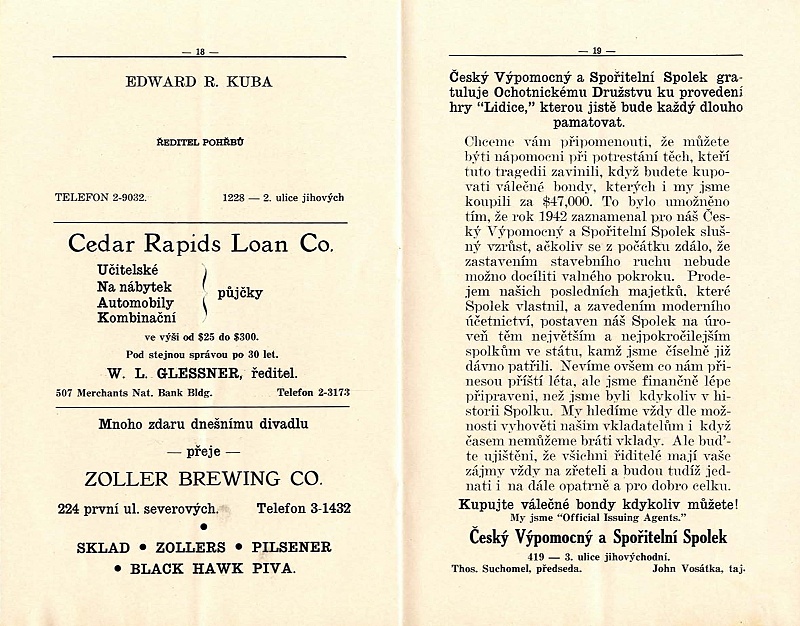 — 18 —
EDWARD R. KUBA
ŘEDITEL POHŘBŮ
TELEFON 2-9032. 1228 — 2. ulice jihových
Cedar Rapids Loan Co.
Učitelské
Na nábytek
Automobily
Kombinační
půjčky
ve výši od $25 do $300.
Pod stejnou správou po 30 let.
W. L. GLESSNER, ředitel.
507 Merchants Nat. Bank Bldg. Telefon 2-3173
Mnoho zdaru dnešnímu divadlu
— přeje —
ZOLLER BREWING CO.
224 první ul. severových. Telefon 3-1432
●
SKLAD ● ZOLLERS ● PILSENER
● BLACK HAWK PIVA.
— 19 —
Český Výpomocný a Spořitelní Spolek gra-
tuluje Ochotnickému Družstvu ku provedení
hry “Lidice,” kterou jistě bude každý dlouho
pamatovat.
Chceme vám připomenouti, že můžete
býti nápomocni při potrestání těch, kteří
tuto tragedii zavinili, když budete kupo-
vati válečné bondy, kterých i my jsme
koupili za $47,000. To bylo umožněno
tím, že rok 1942 zaznamenal pro náš Čes-
ký Výpomocný a Spořitelní Spolek sluš-
ný vzrůst, ačkoliv se z počátku zdálo, že
zastavením stavebního ruchu nebude
možno docíliti valného pokroku. Prode-
jem našich posledních majetků, které
Spolek vlastnil, a zavedením moderního
účetnictví, postaven náš Spolek na úro-
veň těm největším a nejpokročilejším
spolkům ve státu, kamž jsme číselně již
dávno patřili. Nevíme ovšem co nám při-
nesou příští léta, ale jsme finančně lépe
připraveni, než jsme byli kdykoliv v hi-
storii Spolku. My hledíme vždy dle mož-
nosti vyhověti našim vkladatelům i když
časem nemůžeme bráti vklady. Ale buď-
te ujištěni, že všichni řiditelé mají vaše
zájmy vždy na zřeteli a budou tudíž jed-
nati i na dále opatrně a pro dobro celku.
Kupujte válečné bondy kdykoliv můžete!
My jsme “Official Issuing Agents.”
Český Výpomocný a Spořitelní Spolek
419 — 3. ulice jihovýchodní.
Thos. Suchomel, předseda. John Vosátka, taj.